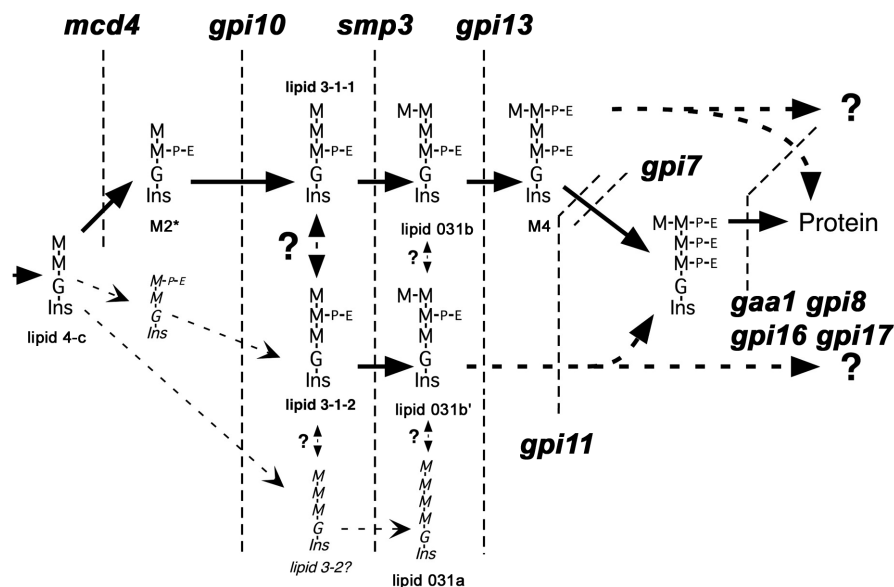 mcd4 gpi10 smp3 gpi13
lipid 3-1-1
M
M
M-P-E
G
Ins
M2*
M
M
M-P-E
G
Ins
M-M
M
M-P-E
G
Ins
lipid 031b
M-M-P-E
M
M-P-E
G
Ins
M4
?
gpi7
Protein
M-M-P-E
M-P-E
M-P-E
G
Ins
?
?
M
M
G
Ins
lipid 4-c
M-P-E
M
G
Ins
M
M-P-E
M
G
Ins
lipid 3-1-2
M-M
M-P-E
M
G
Ins
lipid 031b'
gaa1 gpi8
gpi16 gpi17
?
gpi11
?
?
M
M
M
G
Ins
lipid 3-2?
M
M
M
M
G
Ins
lipid 031a